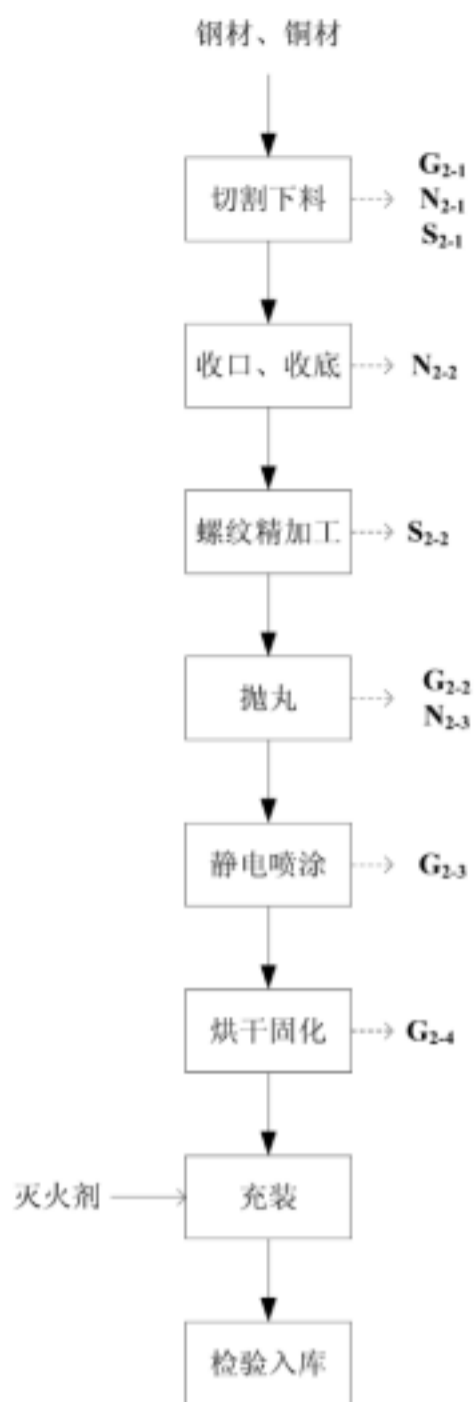 钢材、铜材
G2-1
切割下料
N2-1
S2-1
收口、收底
N2-2
螺纹精加工
S2-2
抛丸
G2-2
N2-3
静电喷涂
G2-3
烘干固化
G2-4
灭火剂
充装
检验入库